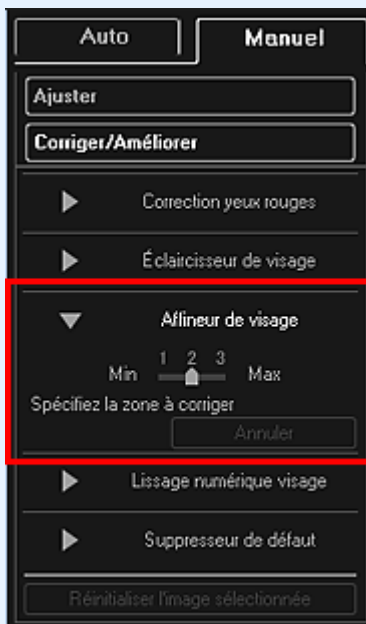 Auto Manuel
Ajuster
Corriger/Améliorer
Correction yeux rouges
Éclaircisseur de visage
Affineur de visage
1 2 3
Min Max
Spécifiez la zone à corriger
Annuler
Lissage numérique visage
Suppresseur de défaut
Réinitialiser l'image sélectionnée